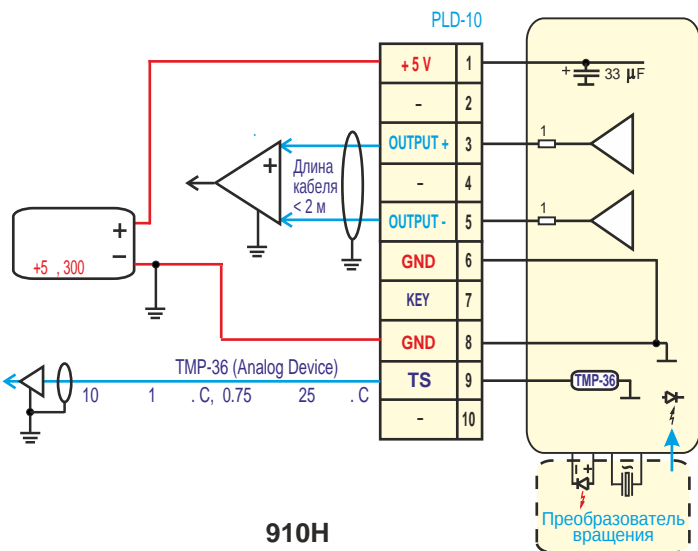 PLD-10
+ 5 V 1
– 2
OUTPUT + 3
– 4
OUTPUT - 5
GND 6
KEY 7
GND 8
TS 9
– 10
+ 33 μF
1
1
TMP-36
+
Длина
кабеля
< 2 м
+
–
+5 , 300
TMP-36 (Analog Device)
10 1 . C, 0.75 25 . C
– +
Преобразователь
вращения
910H